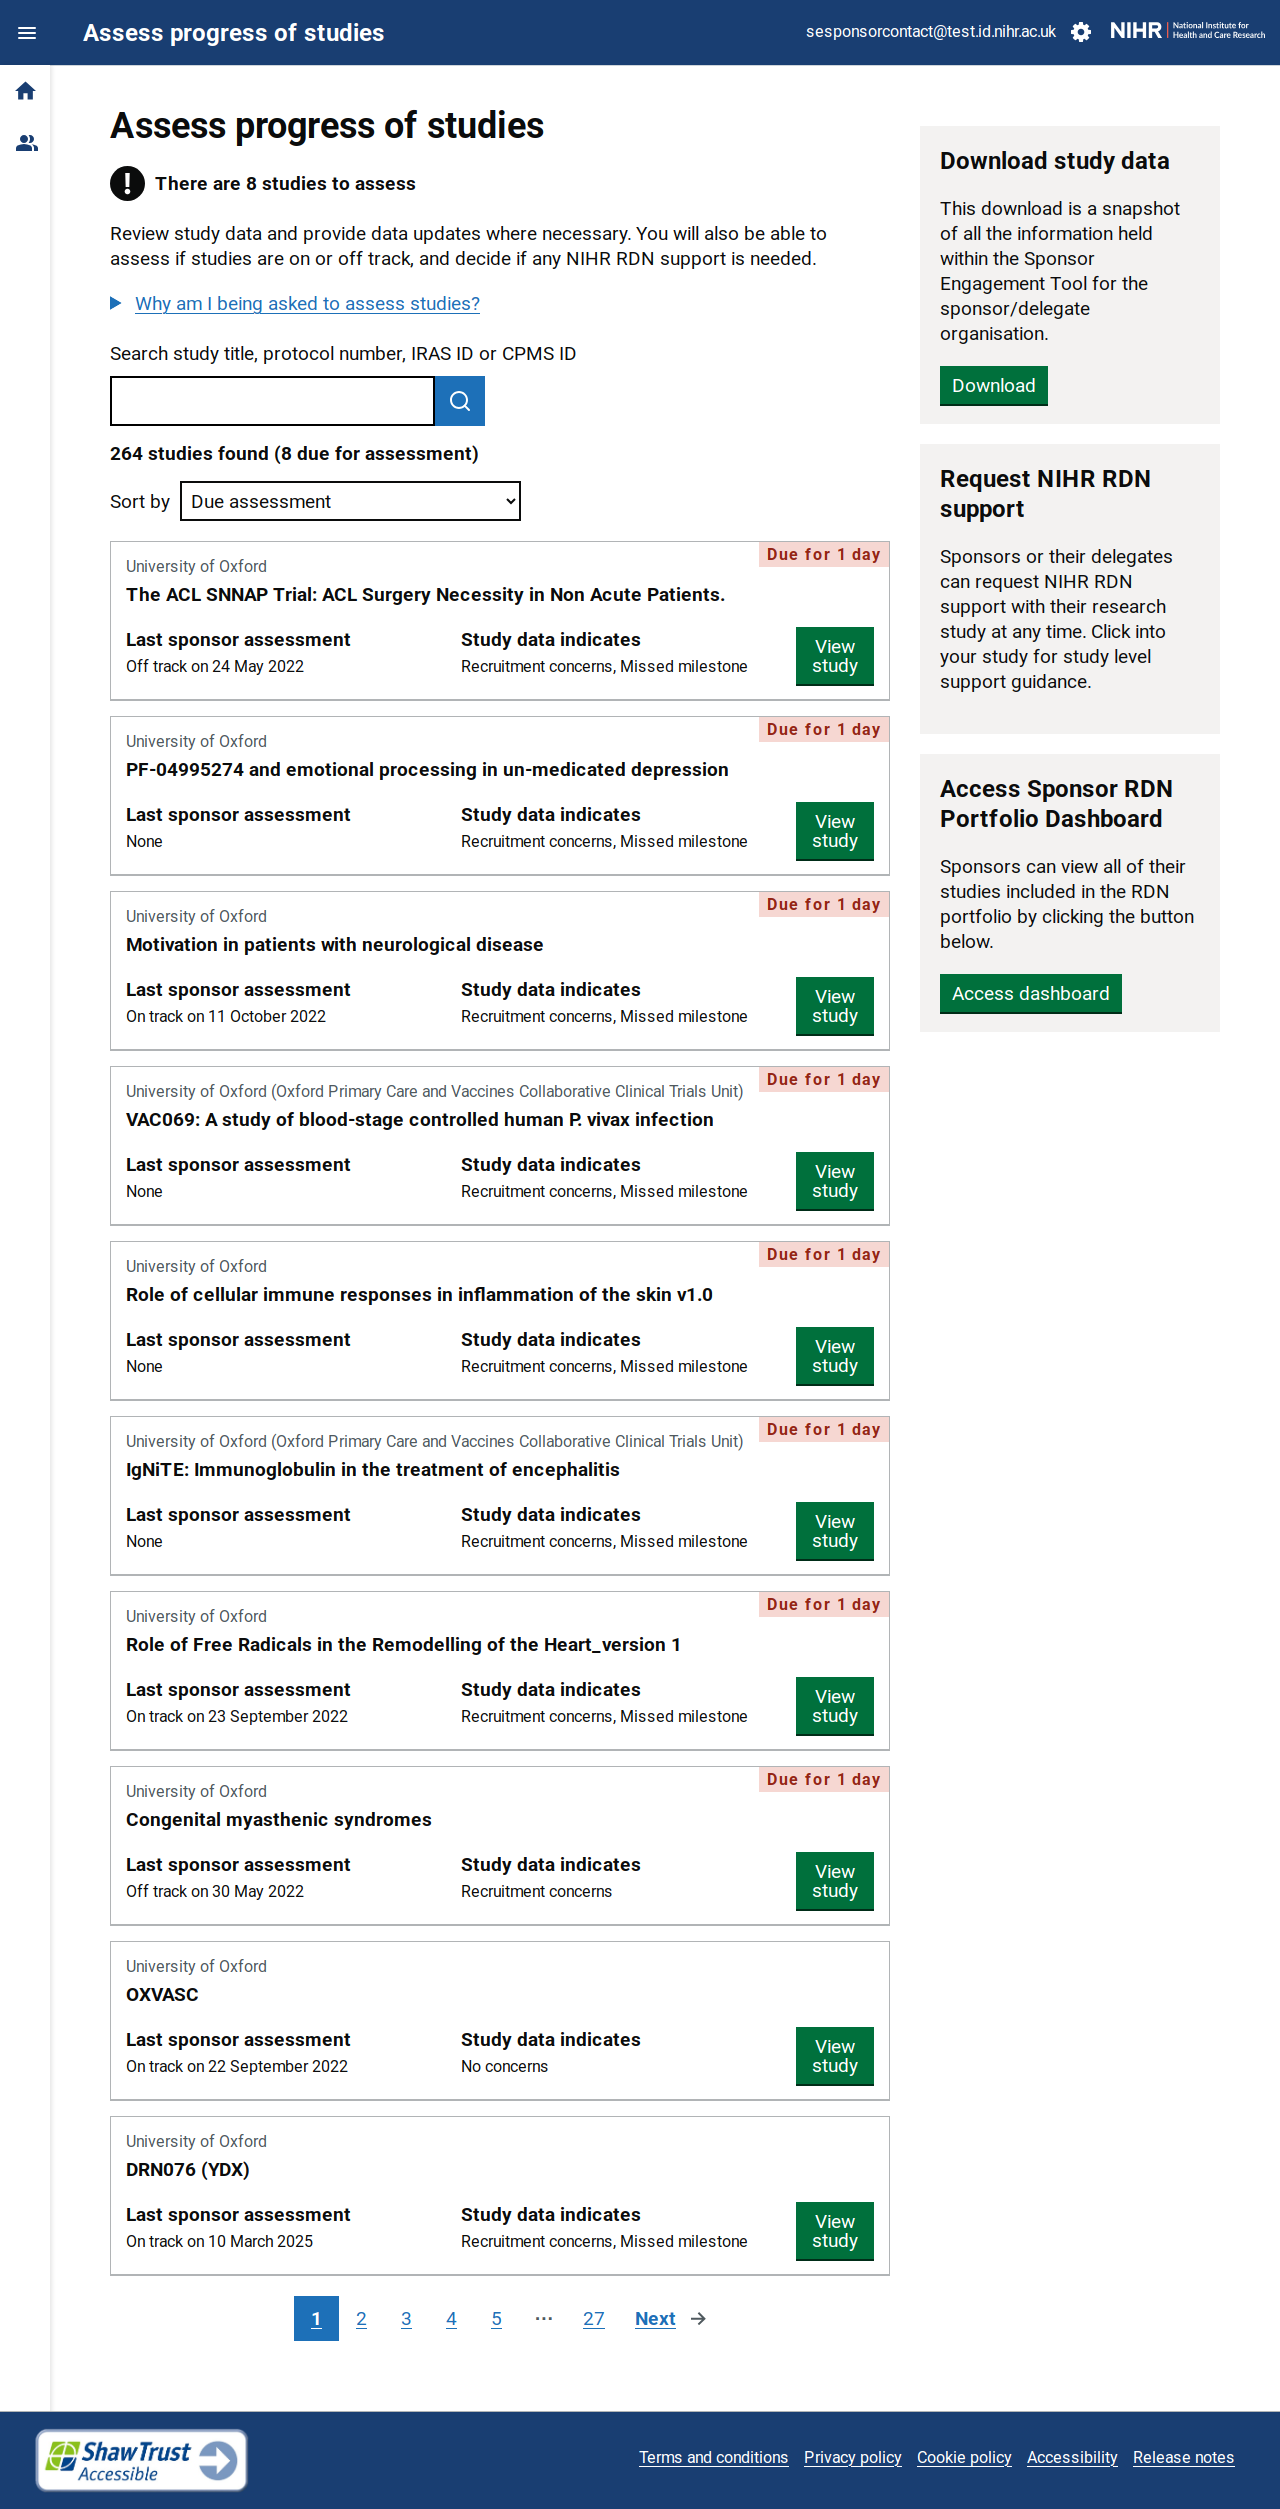 Assess progress of studies
sesponsorcontact@test.id.nihr.ac.uk
NIHR
National Institute for
Health and Care Research
Assess progress of studies
There are 8 studies to assess
Review study data and provide data updates where necessary. You will also be able to
assess if studies are on or off track, and decide if any NIHR RDN support is needed.
Why am I being asked to assess studies?
Search study title, protocol number, IRAS ID or CPMS ID
264 studies found (8 due for assessment)
Sort by
Due assessment
Due for 1 day
University of Oxford
The ACL SNNAP Trial: ACL Surgery Necessity in Non Acute Patients.
Last sponsor assessment
Off track on 24 May 2022
Study data indicates
Recruitment concerns, Missed milestone
View
study
Due for 1 day
University of Oxford
PF-04995274 and emotional processing in un-medicated depression
Last sponsor assessment
None
Study data indicates
Recruitment concerns, Missed milestone
View
study
Due for 1 day
University of Oxford
Motivation in patients with neurological disease
Last sponsor assessment
On track on 11 October 2022
Study data indicates
Recruitment concerns, Missed milestone
View
study
Due for 1 day
University of Oxford (Oxford Primary Care and Vaccines Collaborative Clinical Trials Unit)
VAC069: A study of blood-stage controlled human P. vivax infection
Last sponsor assessment
None
Study data indicates
Recruitment concerns, Missed milestone
View
study
Due for 1 day
University of Oxford
Role of cellular immune responses in inflammation of the skin v1.0
Last sponsor assessment
None
Study data indicates
Recruitment concerns, Missed milestone
View
study
Due for 1 day
University of Oxford (Oxford Primary Care and Vaccines Collaborative Clinical Trials Unit)
IgNiTE: Immunoglobulin in the treatment of encephalitis
Last sponsor assessment
None
Study data indicates
Recruitment concerns, Missed milestone
View
study
Due for 1 day
University of Oxford
Role of Free Radicals in the Remodelling of the Heart_version 1
Last sponsor assessment
On track on 23 September 2022
Study data indicates
Recruitment concerns, Missed milestone
View
study
Due for 1 day
University of Oxford
Congenital myasthenic syndromes
Last sponsor assessment
Off track on 30 May 2022
Study data indicates
Recruitment concerns
View
study
University of Oxford
OXVASC
Last sponsor assessment
On track on 22 September 2022
Study data indicates
No concerns
View
study
University of Oxford
DRN076 (YDX)
Last sponsor assessment
On track on 10 March 2025
Study data indicates
Recruitment concerns, Missed milestone
View
study
1 2 3 4 5 ⋯ 27 Next
Download study data
This download is a snapshot
of all the information held
within the Sponsor
Engagement Tool for the
sponsor/delegate
organisation.
Download
Request NIHR RDN
support
Sponsors or their delegates
can request NIHR RDN
support with their research
study at any time. Click into
your study for study level
support guidance.
Access Sponsor RDN
Portfolio Dashboard
Sponsors can view all of their
studies included in the RDN
portfolio by clicking the button
below.
Access dashboard
ShawTrust
Accessible
Terms and conditions Privacy policy Cookie policy Accessibility Release notes